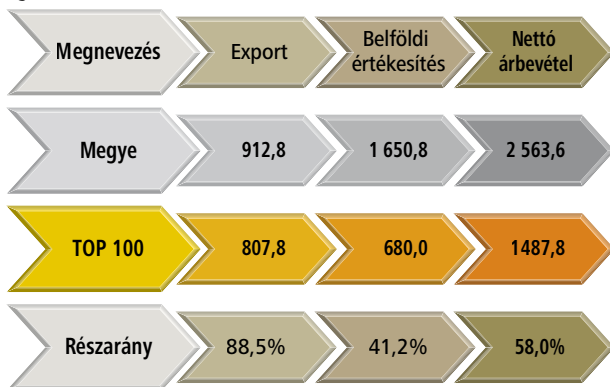 Megnevezés Export Belföldi értékesítés Nettó árbevétel
Megye 912,8 1 650,8 2 563,6
TOP 100 807,8 680,0 1487,8
Részarány 88,5% 41,2% 58,0%